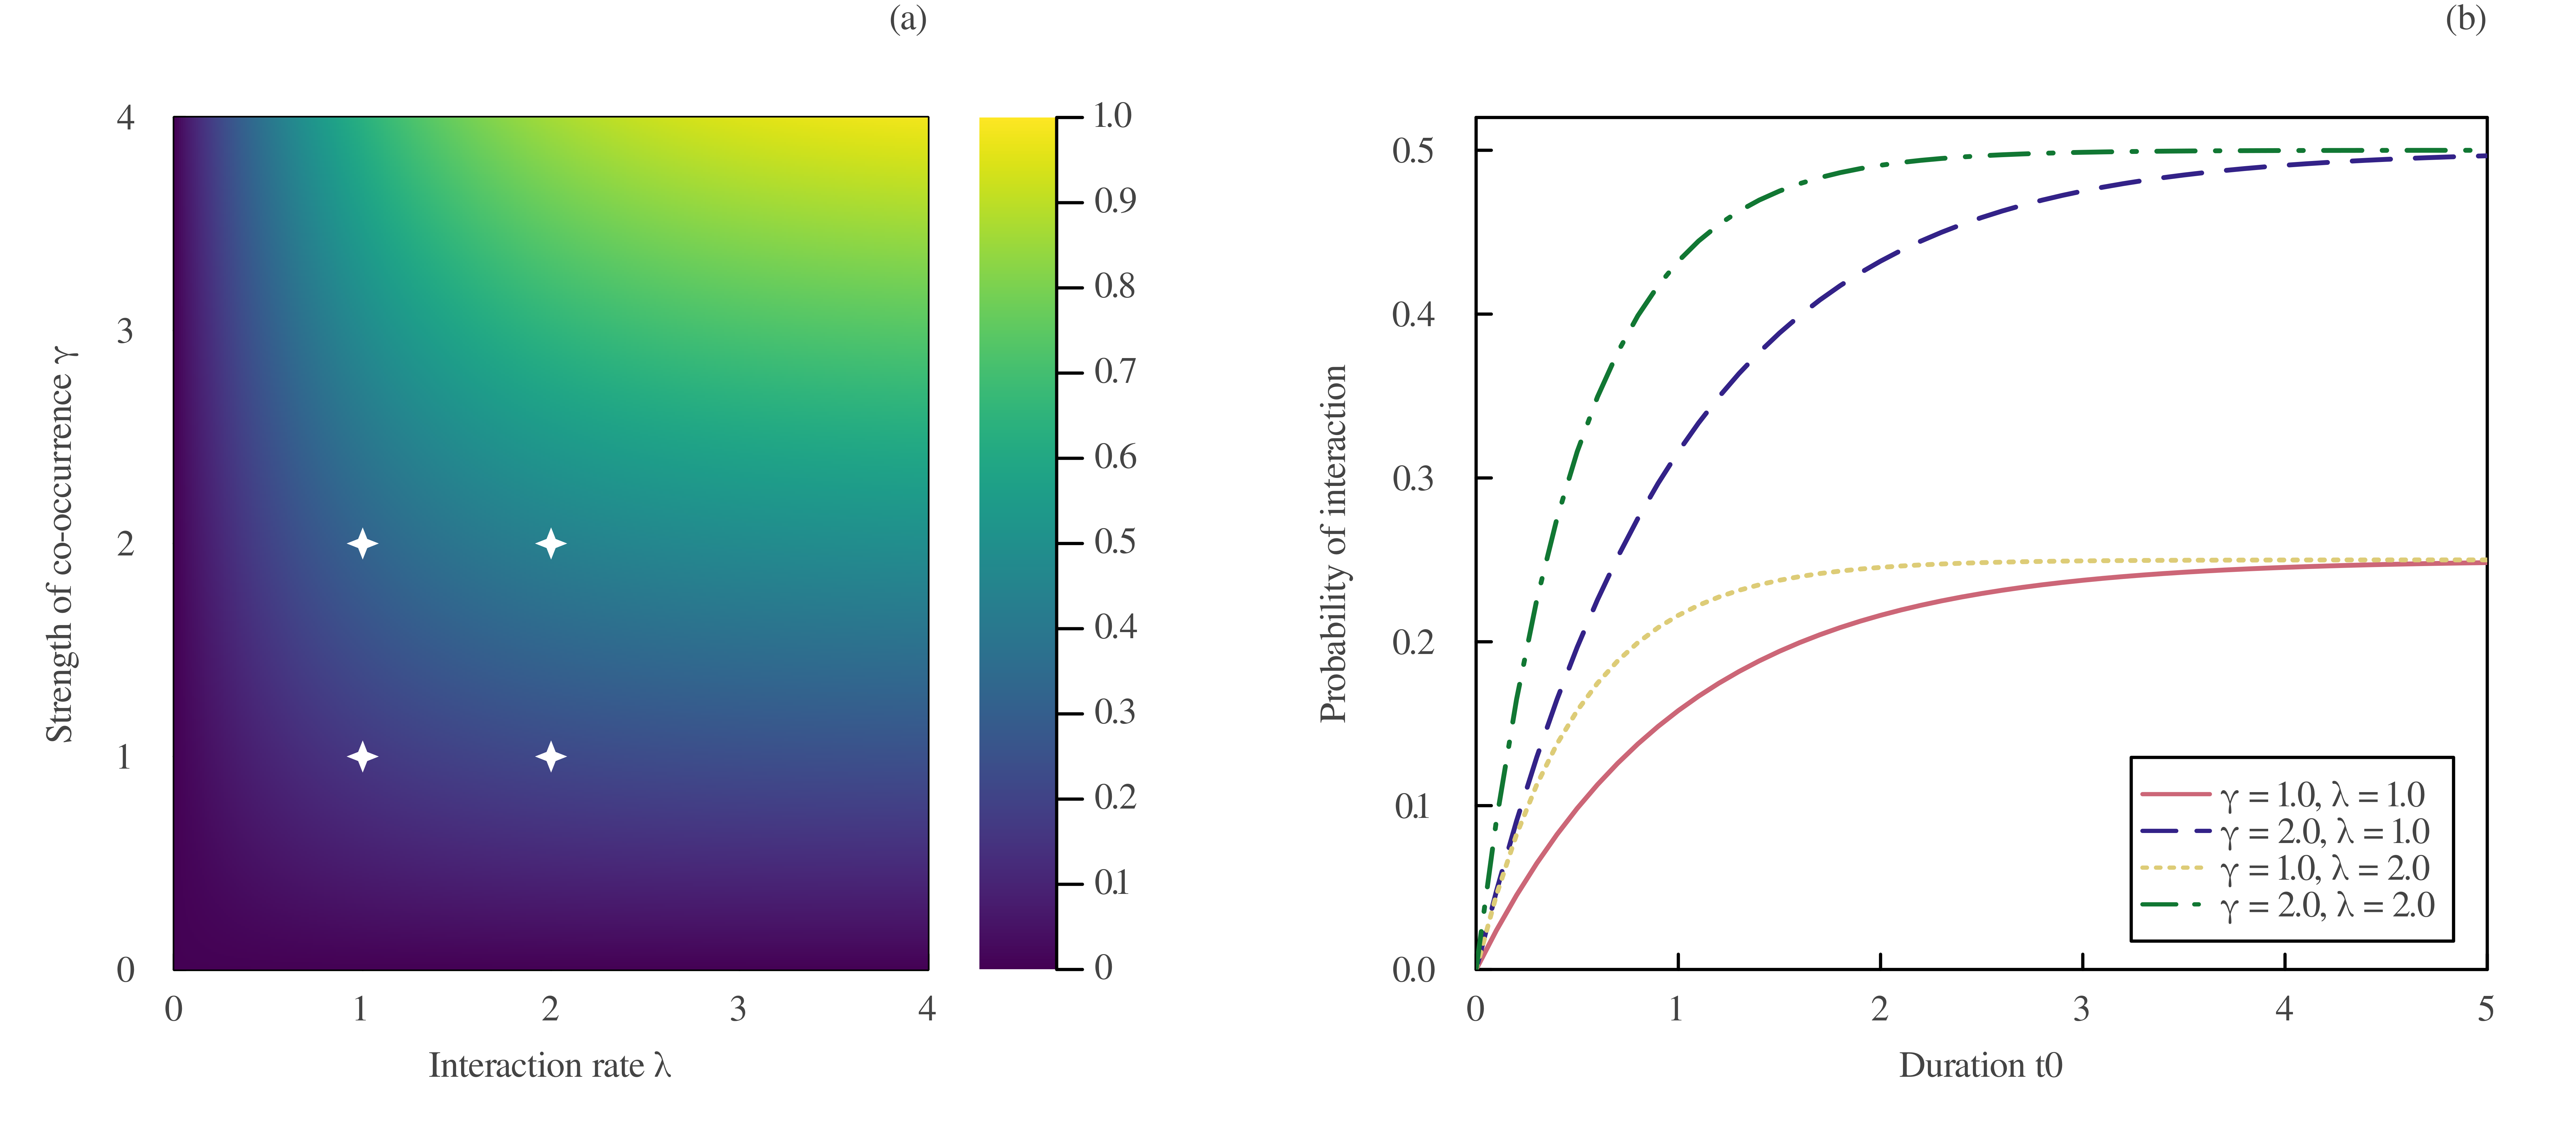 (a)
4
3
2
1
0
Strength of co-occurrence γ
0 1 2 3 4
Interaction rate λ
1.0
0.9
0.8
0.7
0.6
0.5
0.4
0.3
0.2
0.1
0
(b)
0.5
0.4
0.3
0.2
0.1
0.0
Probability of interaction
0 1 2 3 4 5
Duration t0
γ = 1.0, λ = 1.0
γ = 2.0, λ = 1.0
γ = 1.0, λ = 2.0
γ = 2.0, λ = 2.0